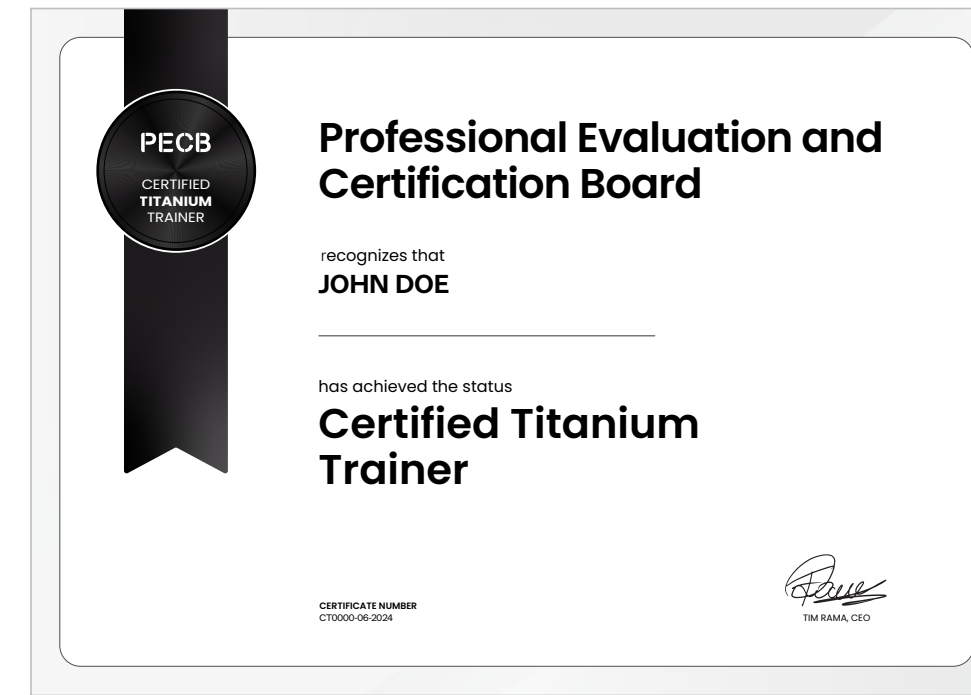 PECB
CERTIFIED
TITANIUM
TRAINER
Professional Evaluation and
Certification Board
recognizes that
JOHN DOE
has achieved the status
Certified Titanium
Trainer
CERTIFICATE NUMBER
CT0000-06-2024
TIM RAMA, CEO